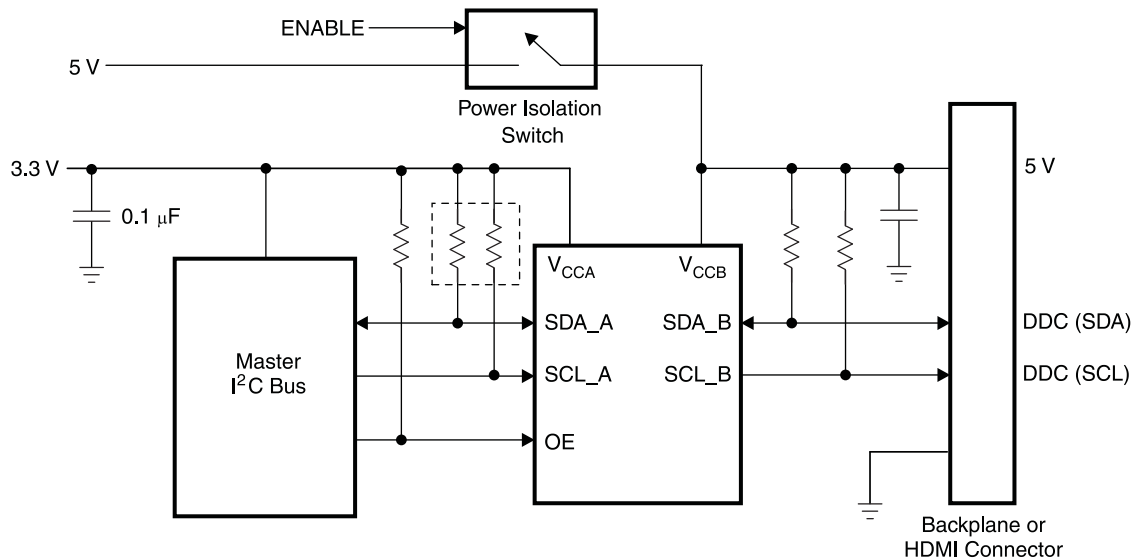 ENABLE
5 V
Power Isolation
Switch
3.3 V
5 V
0.1 μF
V_CCA
V_CCB
SDA_A
SDA_B
DDC (SDA)
Master
I²C Bus
SCL_A
SCL_B
DDC (SCL)
OE
Backplane or
HDMI Connector